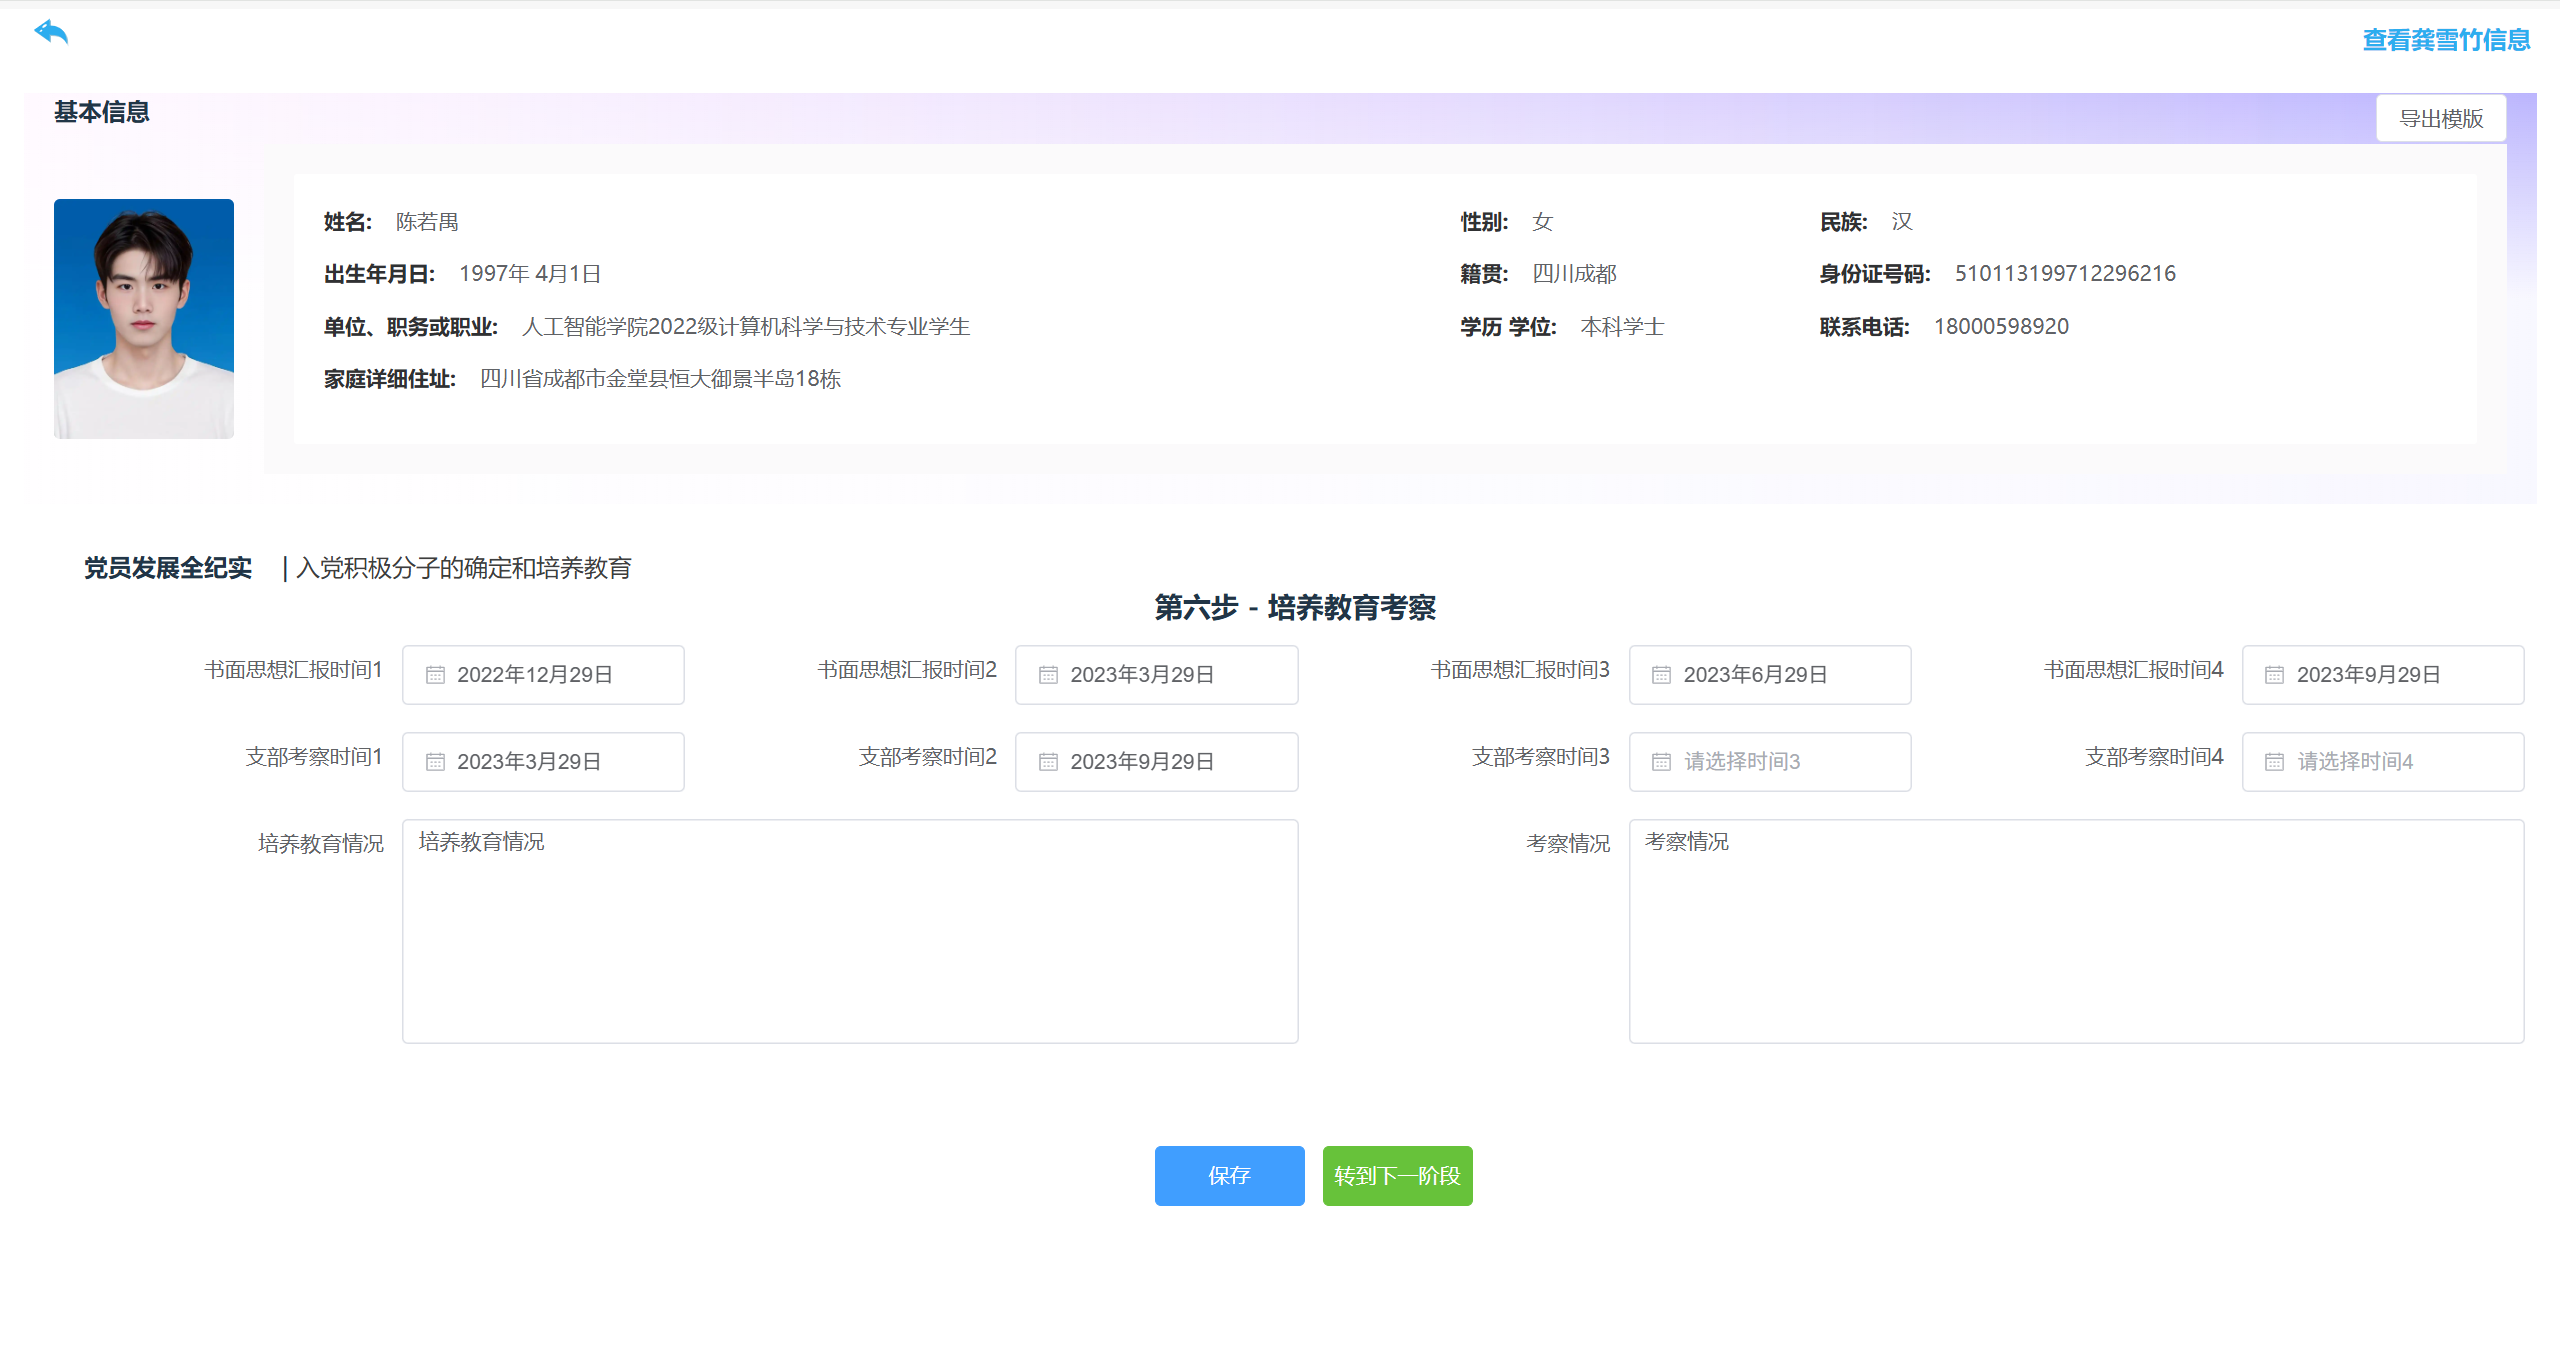 查看龚雪竹信息
基本信息
导出模版
姓名: 陈若禺
性别: 女
民族: 汉
出生年月日: 1997年 4月1日
籍贯: 四川成都
身份证号码: 510113199712296216
单位、职务或职业: 人工智能学院2022级计算机科学与技术专业学生
学历 学位: 本科学士
联系电话: 18000598920
家庭详细住址: 四川省成都市金堂县恒大御景半岛18栋
党员发展全纪实 | 入党积极分子的确定和培养教育
第六步 - 培养教育考察
书面思想汇报时间1 2022年12月29日
书面思想汇报时间2 2023年3月29日
书面思想汇报时间3 2023年6月29日
书面思想汇报时间4 2023年9月29日
支部考察时间1 2023年3月29日
支部考察时间2 2023年9月29日
支部考察时间3 请选择时间3
支部考察时间4 请选择时间4
培养教育情况 培养教育情况
考察情况 考察情况
保存
转到下一阶段